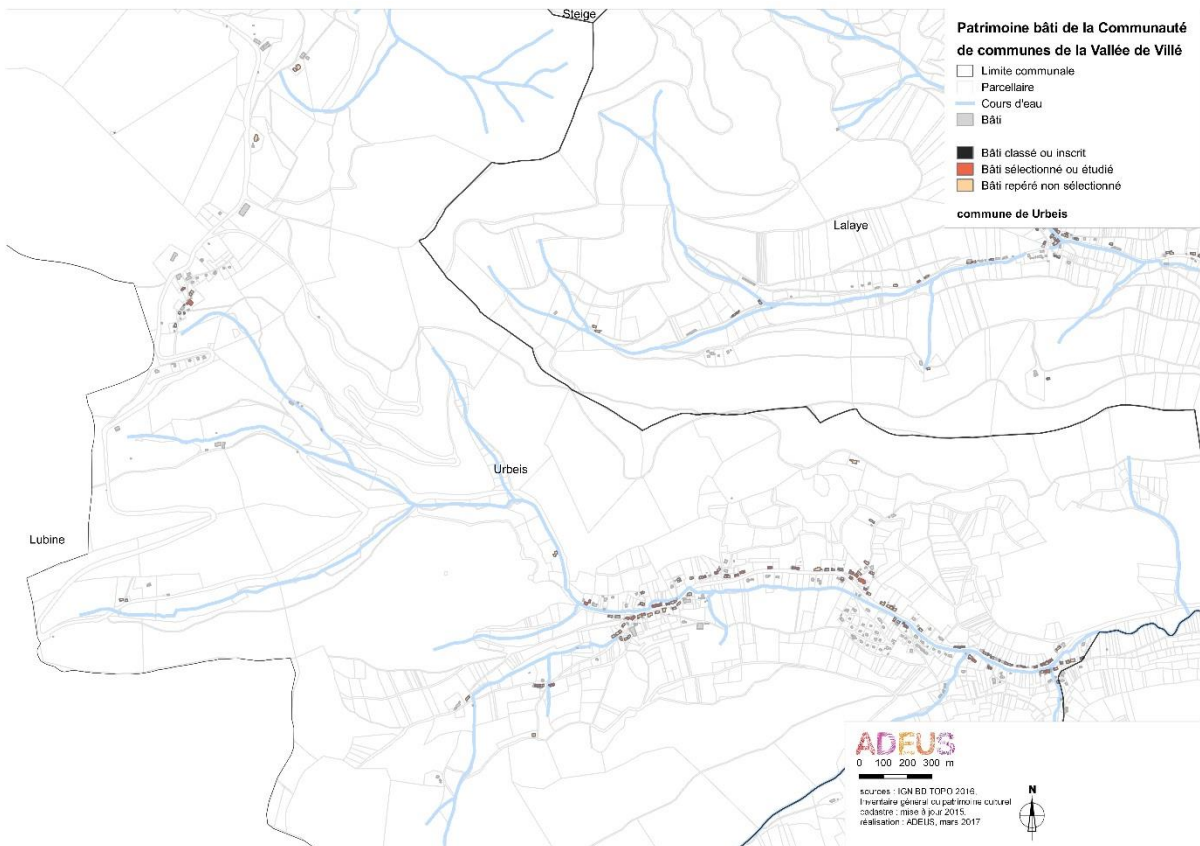 Steige
Patrimoine bâti de la Communauté
de communes de la Vallée de Villé
Limite communale
Parcellaire
Cours d'eau
Bâti
Bâti classé ou inscrit
Bâti sélectionné ou étudié
Bâti repéré non sélectionné
commune de Urbeis
Lalaye
Urbeis
Lubine
ADEUS
0 100 200 300 m
sources : IGN BD TOPO 2016,
Inventaire général du patrimoine culturel
cadastre : mise à jour 2015.
réalisation : ADEUS, mars 2017
N